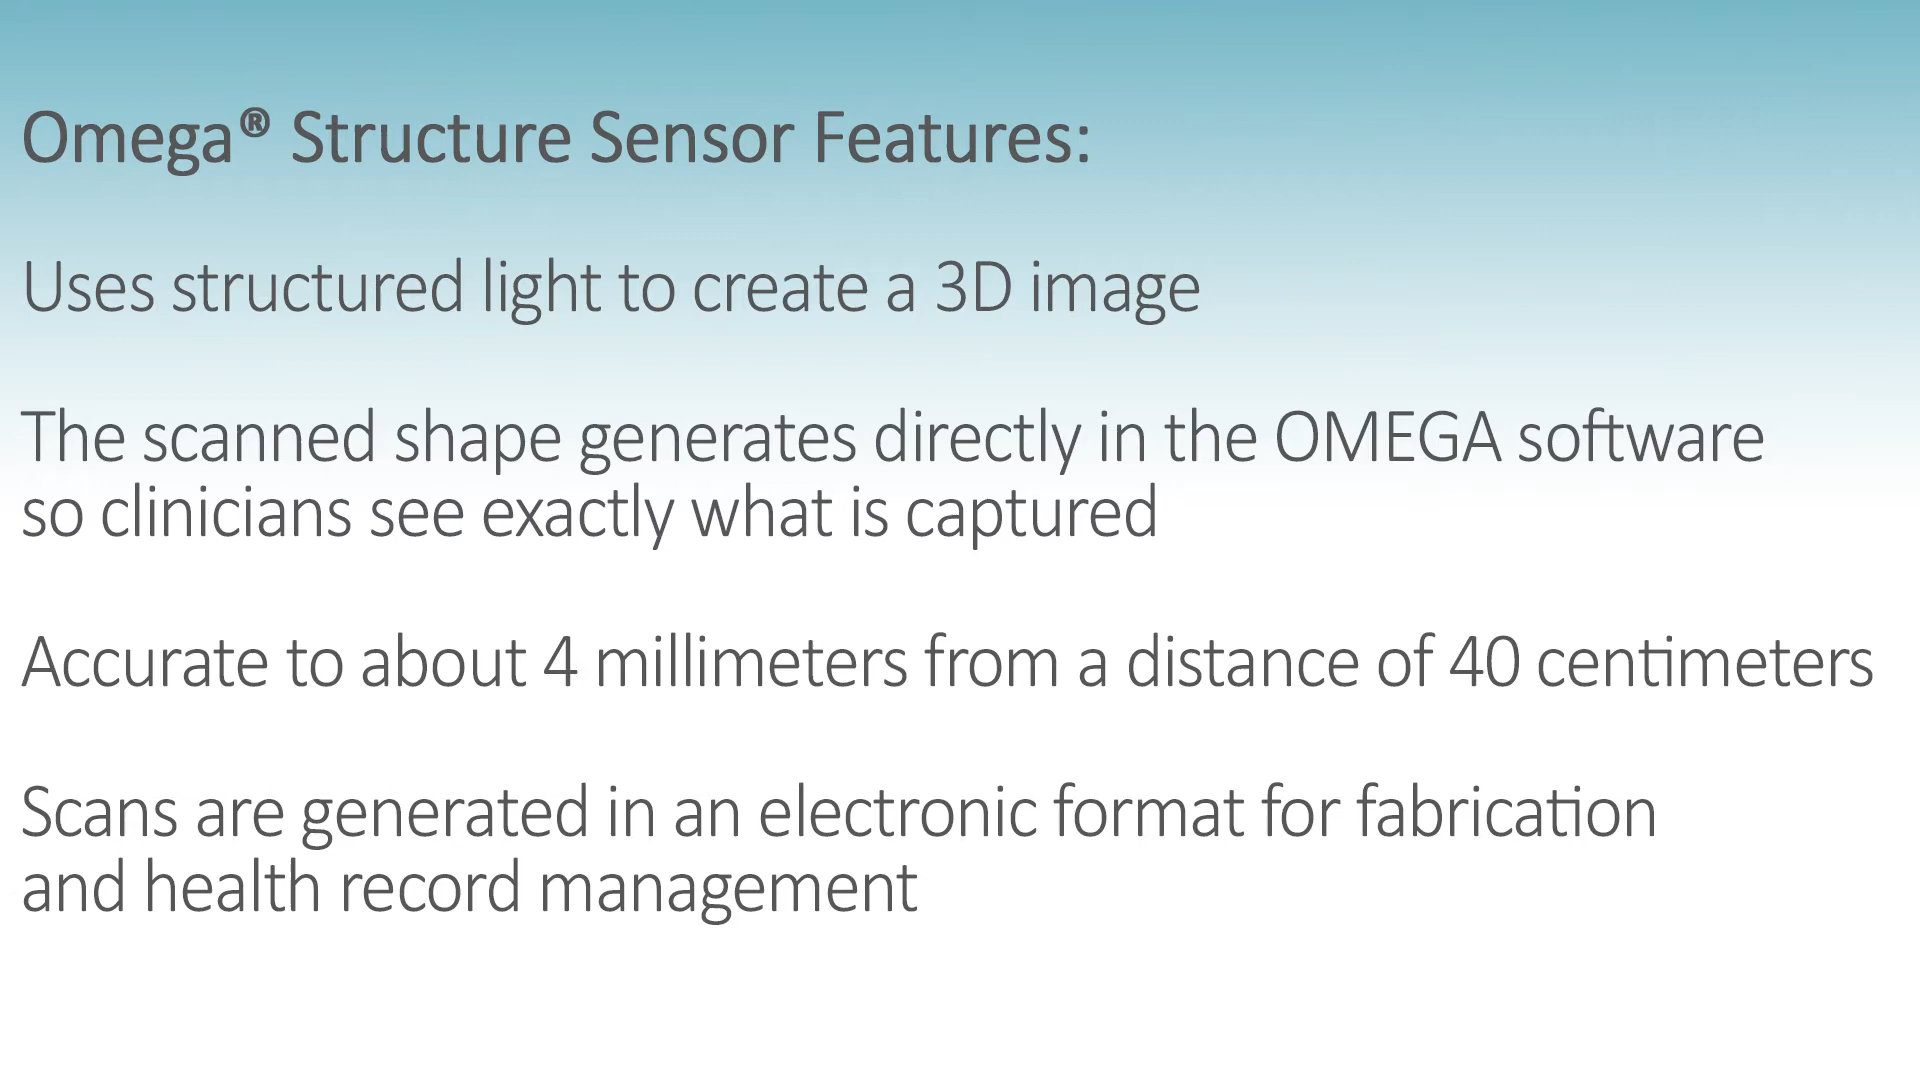 Omega® Structure Sensor Features:
Uses structured light to create a 3D image
The scanned shape generates directly in the OMEGA software
so clinicians see exactly what is captured
Accurate to about 4 millimeters from a distance of 40 centimeters
Scans are generated in an electronic format for fabrication
and health record management